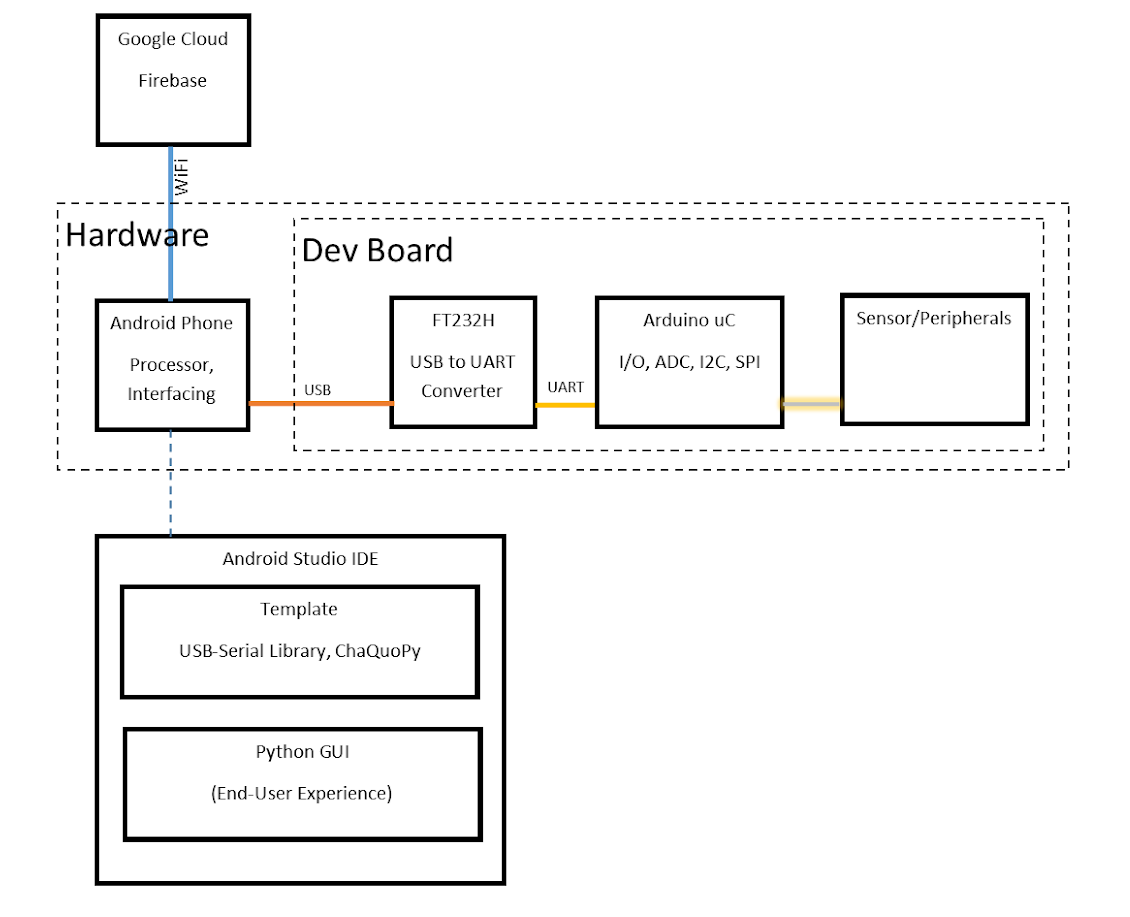 Google Cloud
Firebase
WiFi
Hardware
Dev Board
Android Phone
Processor,
Interfacing
USB
FT232H
USB to UART
Converter
UART
Arduino uC
I/O, ADC, I2C, SPI
Sensor/Peripherals
Android Studio IDE
Template
USB-Serial Library, ChaQuoPy
Python GUI
(End-User Experience)